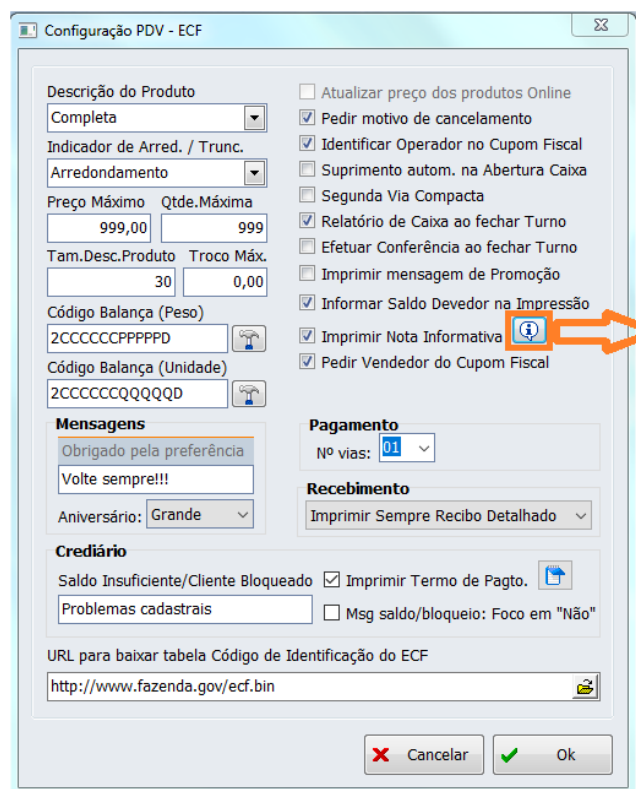 Configuração PDV - ECF
Descrição do Produto
Completa
Indicador de Arred. / Trunc.
Arredondamento
Preço Máximo Qtde.Máxima
999,00 999
Tam.Desc.Produto Troco Máx.
30 0,00
Código Balança (Peso)
2CCCCCCPPPPPD
Código Balança (Unidade)
2CCCCCCQQQQQD
Atualizar preço dos produtos Online
Pedir motivo de cancelamento
Identificar Operador no Cupom Fiscal
Suprimento autom. na Abertura Caixa
Segunda Via Compacta
Relatório de Caixa ao fechar Turno
Efetuar Conferência ao fechar Turno
Imprimir mensagem de Promoção
Informar Saldo Devedor na Impressão
Imprimir Nota Informativa
Pedir Vendedor do Cupom Fiscal
Mensagens
Obrigado pela preferência
Volte sempre!!!
Aniversário: Grande
Pagamento
Nº vias: 01
Recebimento
Imprimir Sempre Recibo Detalhado
Crediário
Saldo Insuficiente/Cliente Bloqueado
Problemas cadastrais
Imprimir Termo de Pagto.
Msg saldo/bloqueio: Foco em "Não"
URL para baixar tabela Código de Identificação do ECF
http://www.fazenda.gov/ecf.bin
Cancelar
Ok